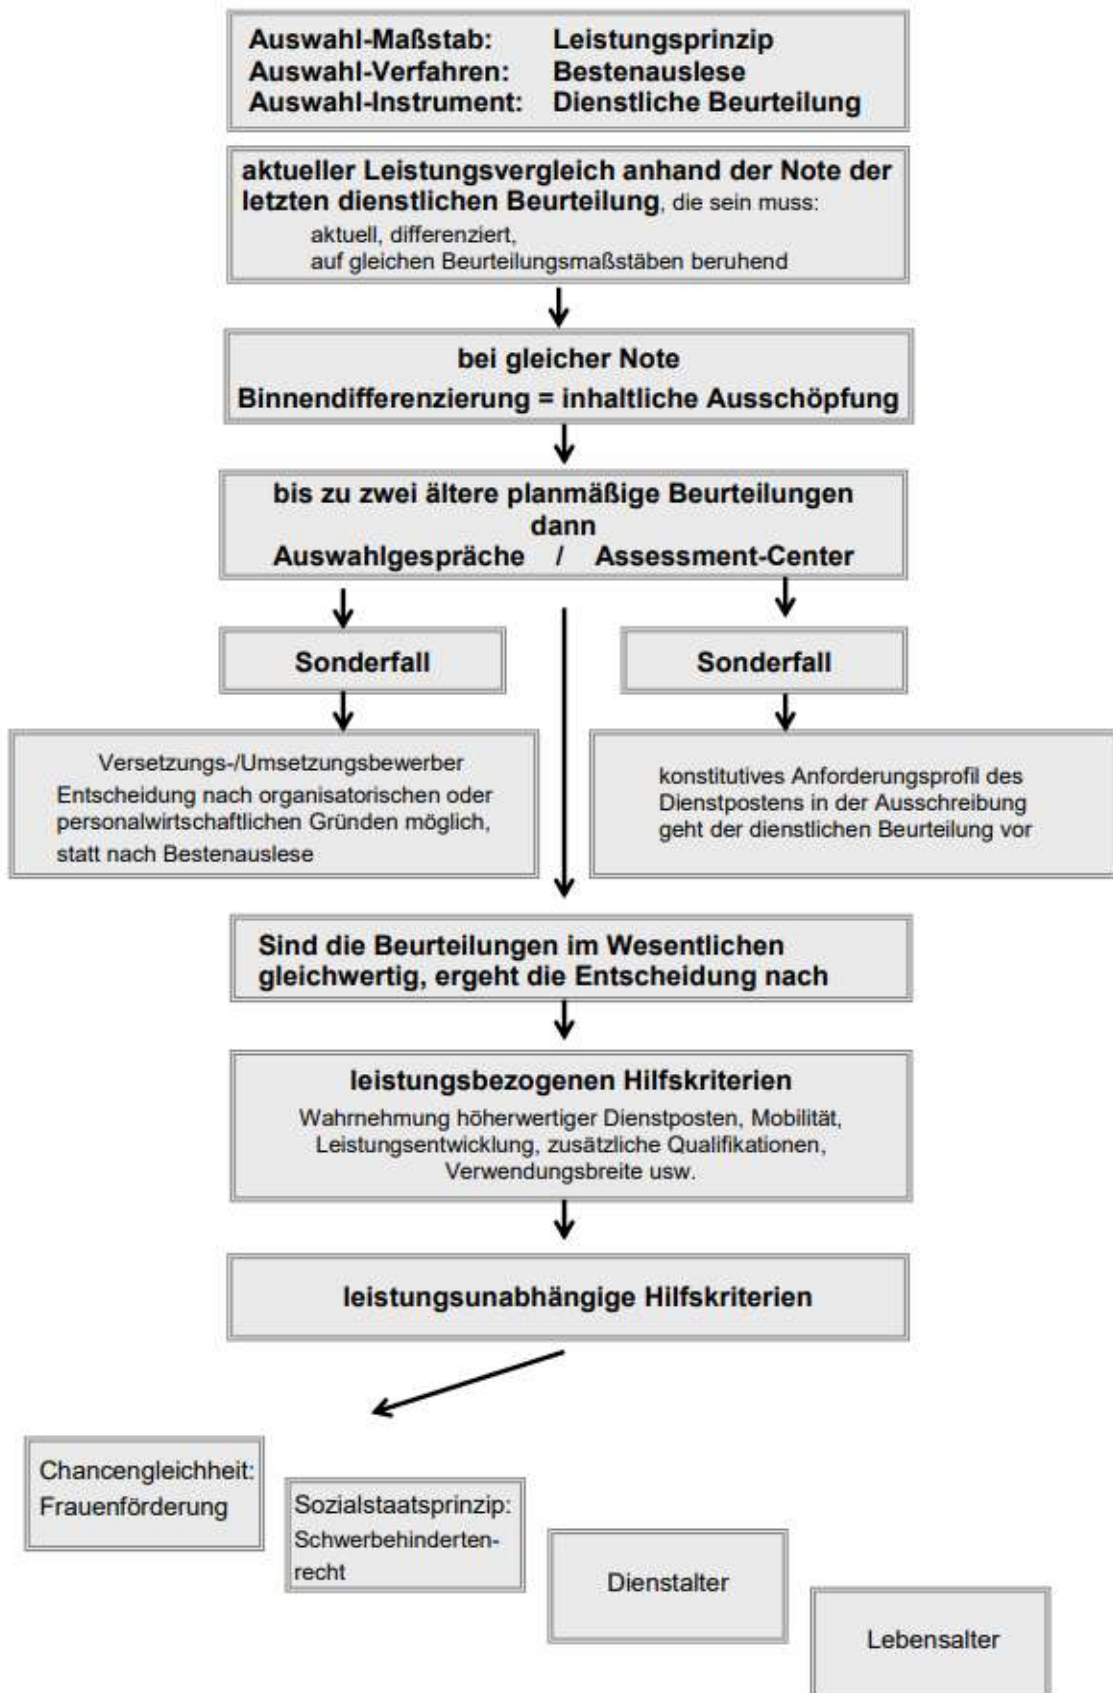 Auswahl-Maßstab: Leistungsprinzip
Auswahl-Verfahren: Bestenauslese
Auswahl-Instrument: Dienstliche Beurteilung
aktueller Leistungsvergleich anhand der Note der
letzten dienstlichen Beurteilung, die sein muss:
aktuell, differenziert,
auf gleichen Beurteilungsmaßstäben beruhend
bei gleicher Note
Binnendifferenzierung = inhaltliche Ausschöpfung
bis zu zwei ältere planmäßige Beurteilungen
dann
Auswahlgespräche / Assessment-Center
Sonderfall
Sonderfall
Versetzungs-/Umsetzungsbewerber
Entscheidung nach organisatorischen oder
personalwirtschaftlichen Gründen möglich,
statt nach Bestenauslese
konstitutives Anforderungsprofil des
Dienstpostens in der Ausschreibung
geht der dienstlichen Beurteilung vor
Sind die Beurteilungen im Wesentlichen
gleichwertig, ergeht die Entscheidung nach
leistungsbezogenen Hilfskriterien
Wahrnehmung höherwertiger Dienstposten, Mobilität,
Leistungsentwicklung, zusätzliche Qualifikationen,
Verwendungsbreite usw.
leistungsunabhängige Hilfskriterien
Chancengleichheit:
Frauenförderung
Sozialstaatsprinzip:
Schwerbehinderten-
recht
Dienstalter
Lebensalter